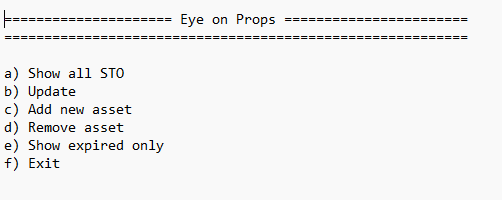 ===================== Eye on Props =======================
==========================================================
a) Show all STO
b) Update
c) Add new asset
d) Remove asset
e) Show expired only
f) Exit